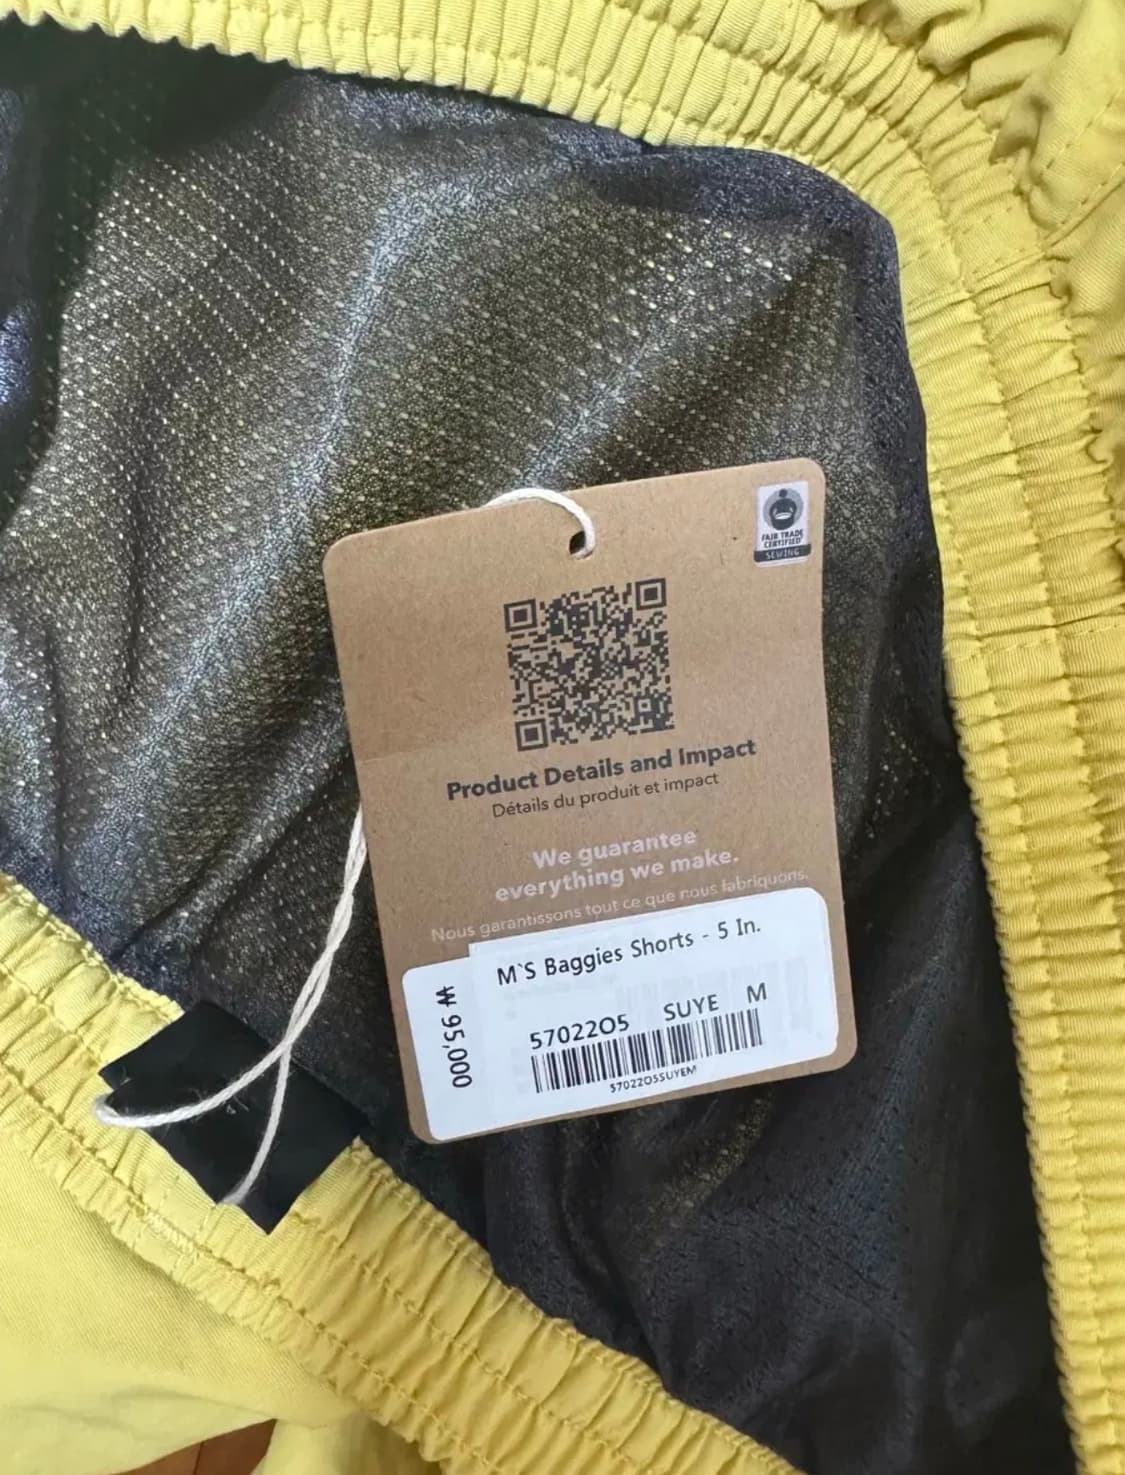 FAIR TRADE
CERTIFIED
SEWING
Product Details and Impact
Détails du produit et impact
We guarantee
everything we make.
Nous garantissons tout ce que nous fabriquons.
M`S Baggies Shorts - 5 In.
57022O5 SUYE M
57022O5SUYEM
₩ 95,000